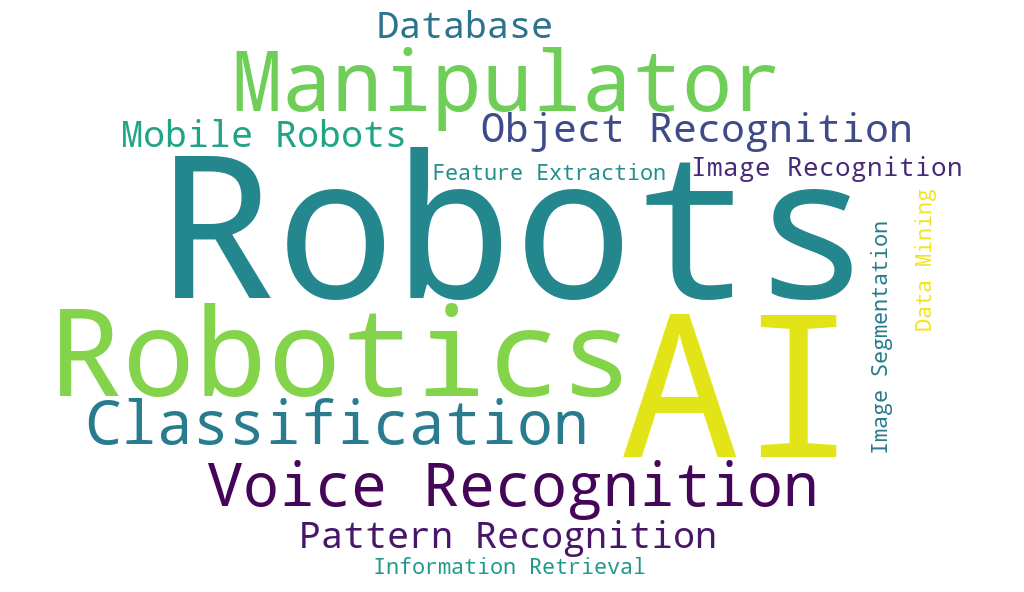 Database
Manipulator
Mobile Robots
Object Recognition
Feature Extraction
Image Recognition
Robots
Data Mining
Image Segmentation
Robotics
AI
Classification
Voice Recognition
Pattern Recognition
Information Retrieval